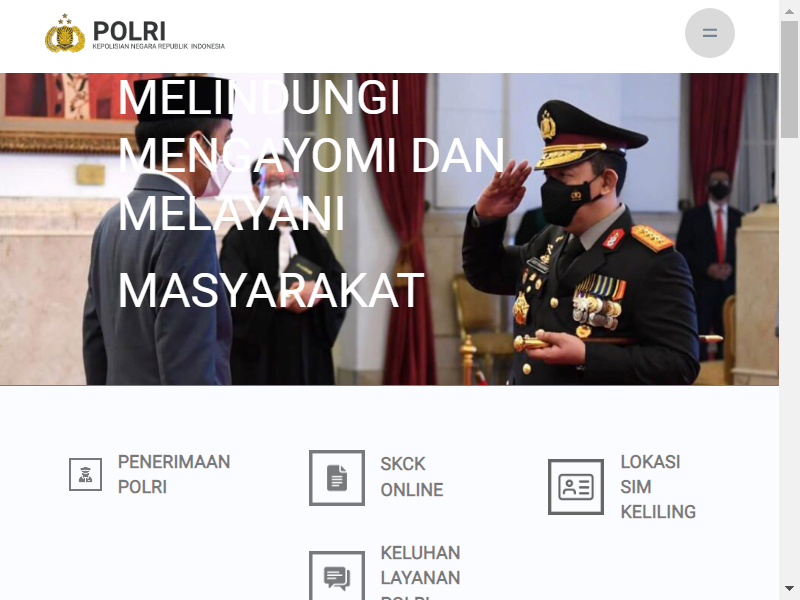 POLRI
KEPOLISIAN NEGARA REPUBLIK INDONESIA
MELINDUNGI
MENGAYOMI DAN
MELAYANI
MASYARAKAT
PENERIMAAN
POLRI
SKCK
ONLINE
LOKASI
SIM
KELILING
KELUHAN
LAYANAN
POLRI